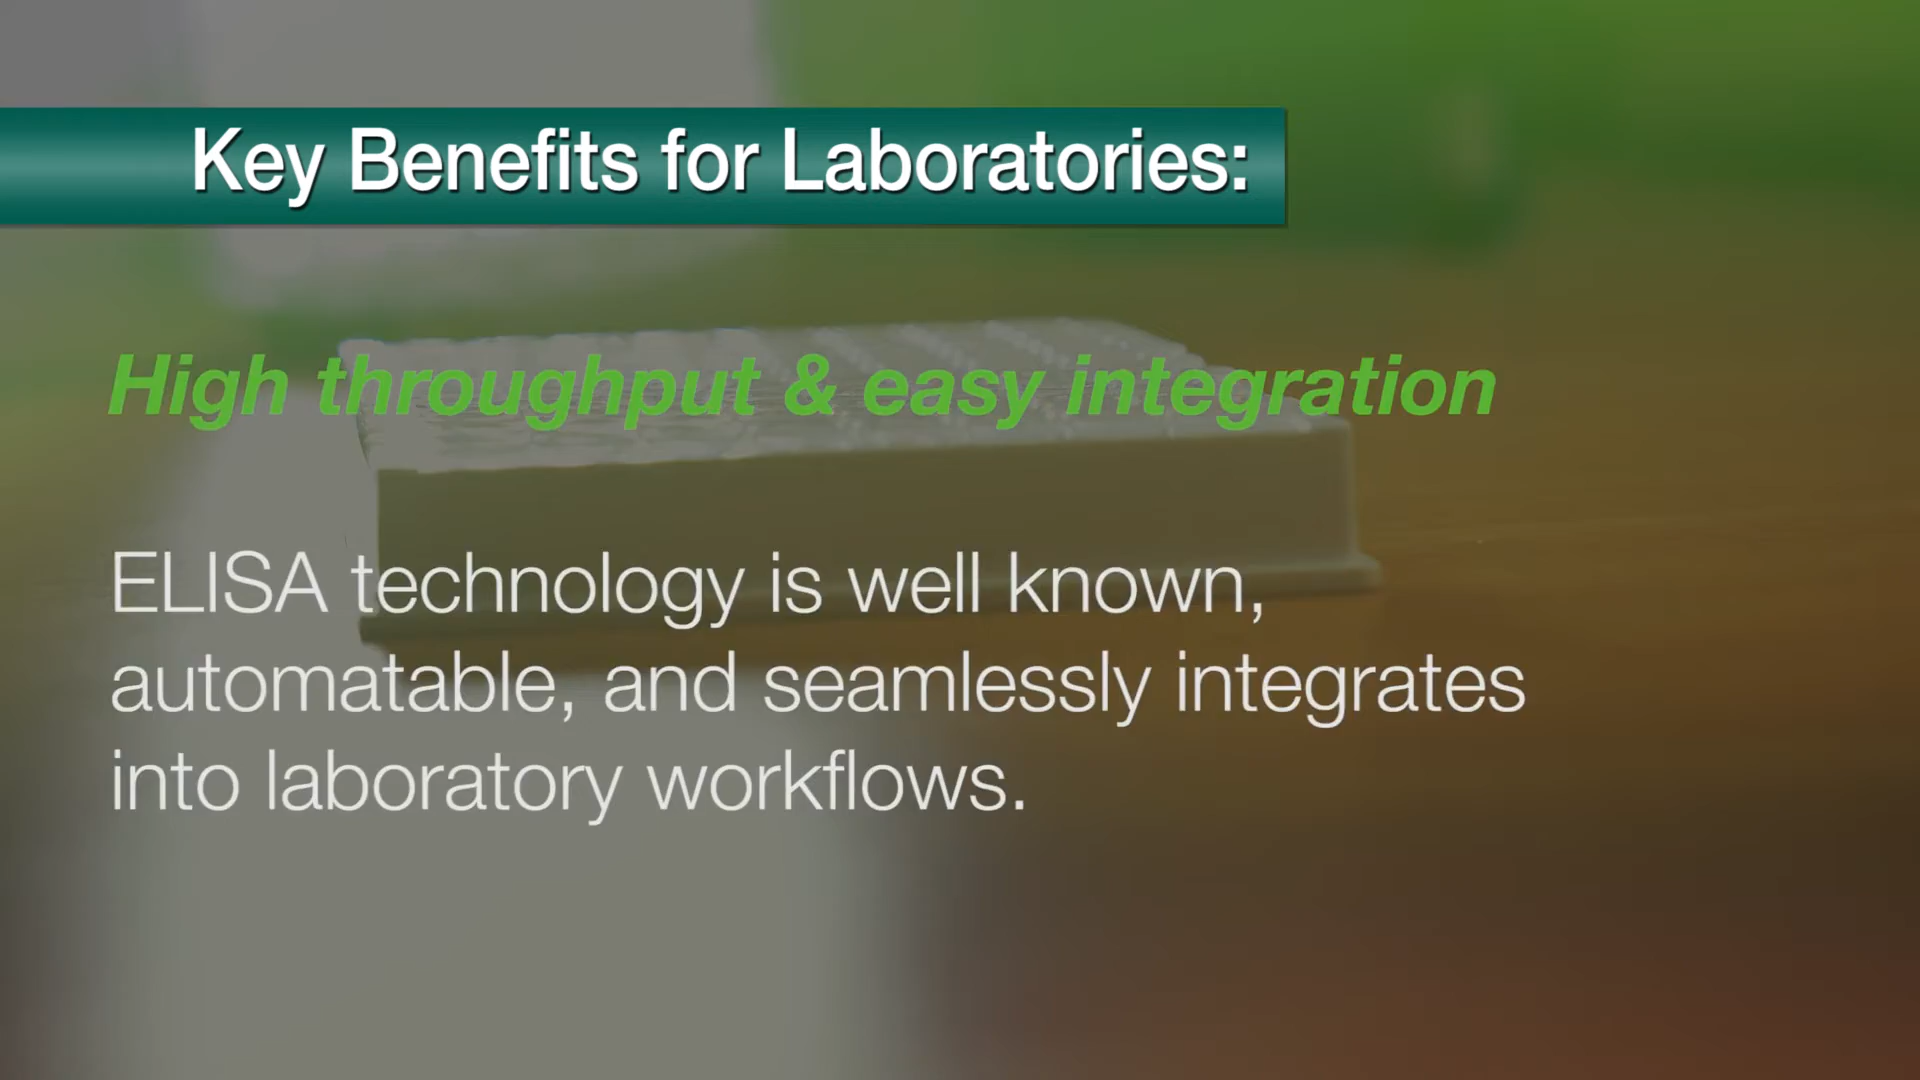 Key Benefits for Laboratories:
High throughput & easy integration
ELISA technology is well known,
automatable, and seamlessly integrates
into laboratory workflows.